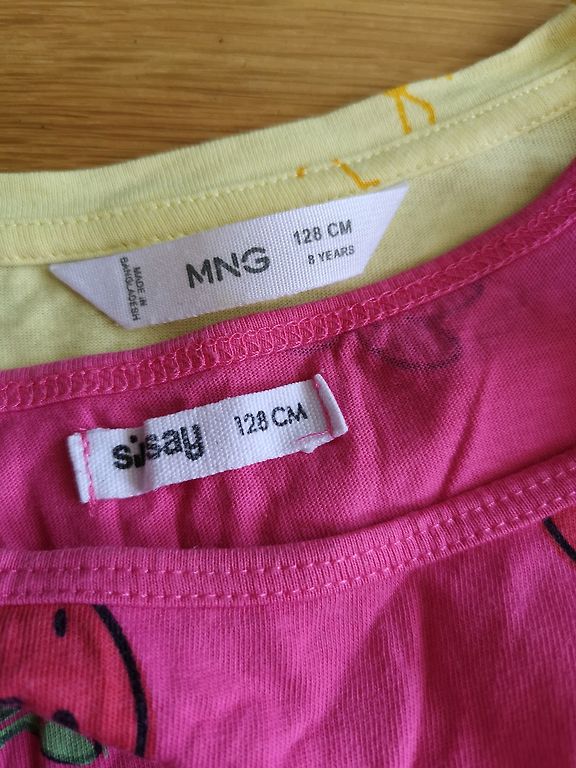 MNG
128 CM
8 YEARS
MADE IN
BANGLADESH
sinsay
128 CM